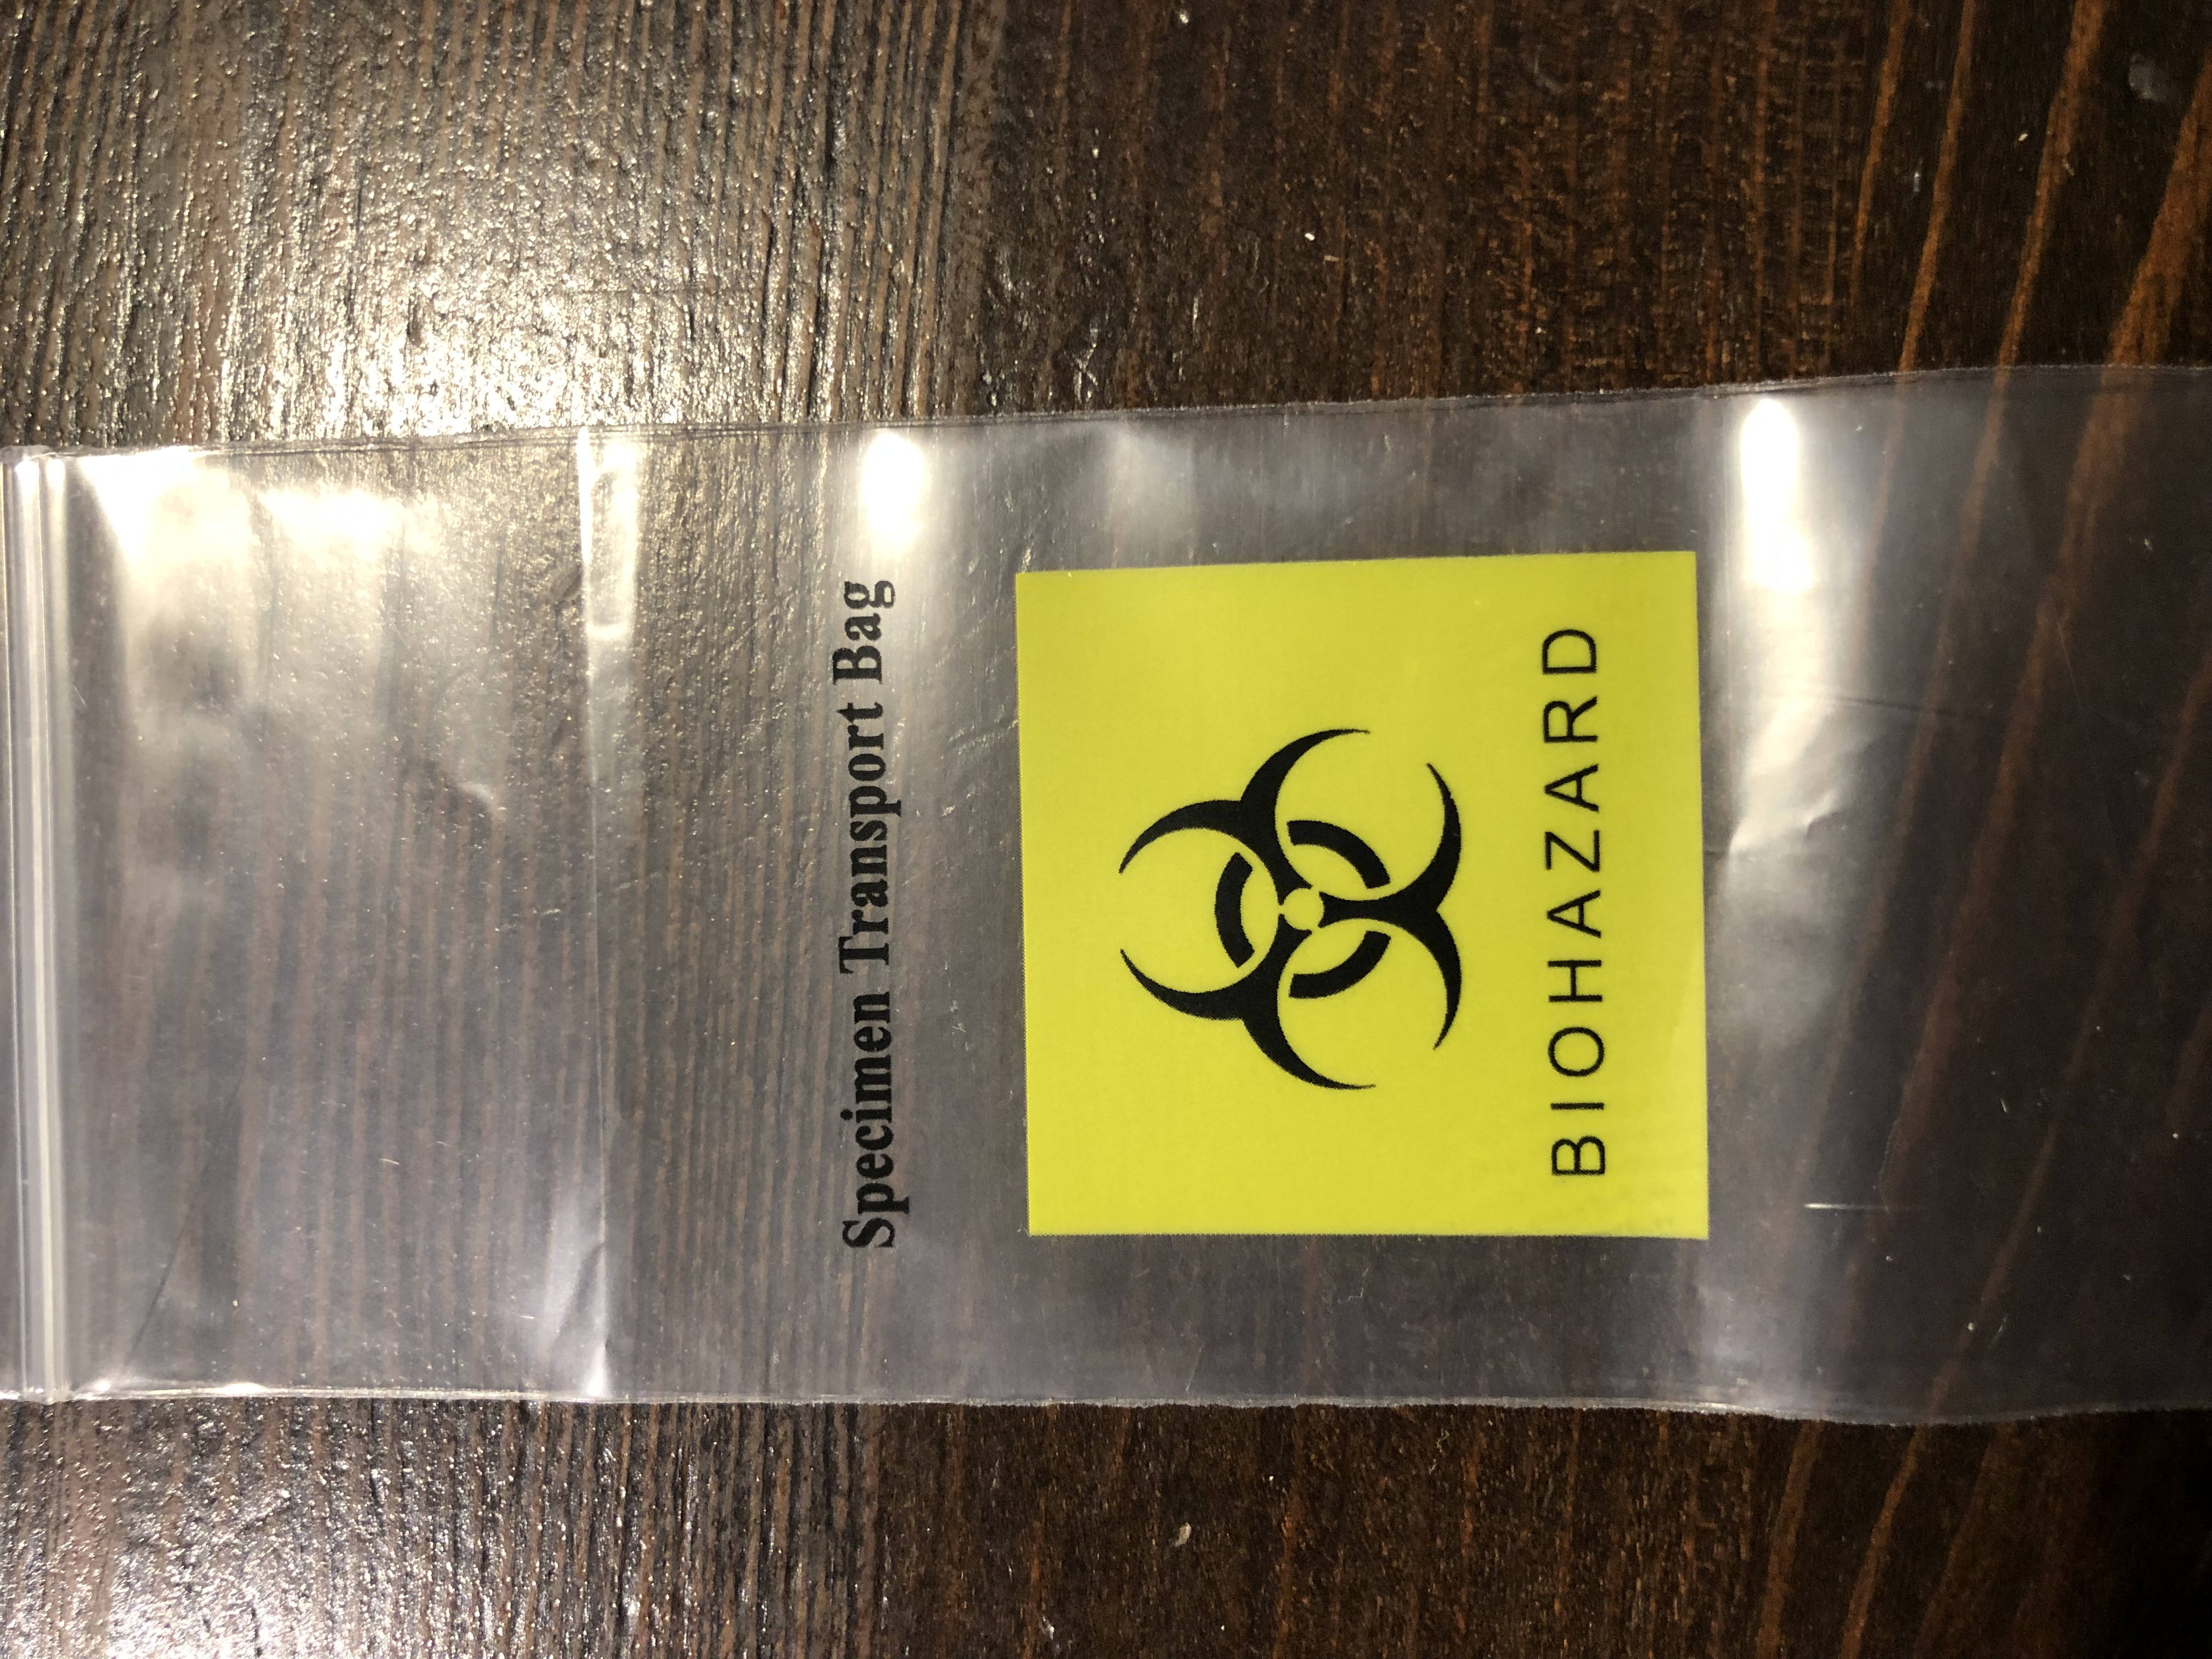 Specimen Transport Bag
BIOHAZARD